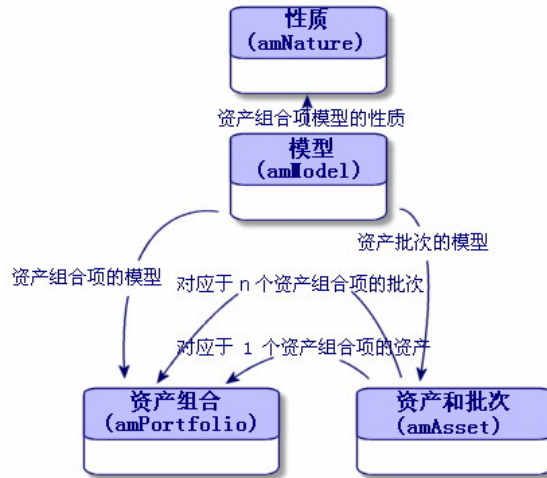 性质
(amNature)
资产组合项模型的性质
模型
(amModel)
资产批次的模型
资产组合项的模型
对应于 n 个资产组合项的批次
对应于 1 个资产组合项的资产
资产组合
(amPortfolio)
资产和批次
(amAsset)